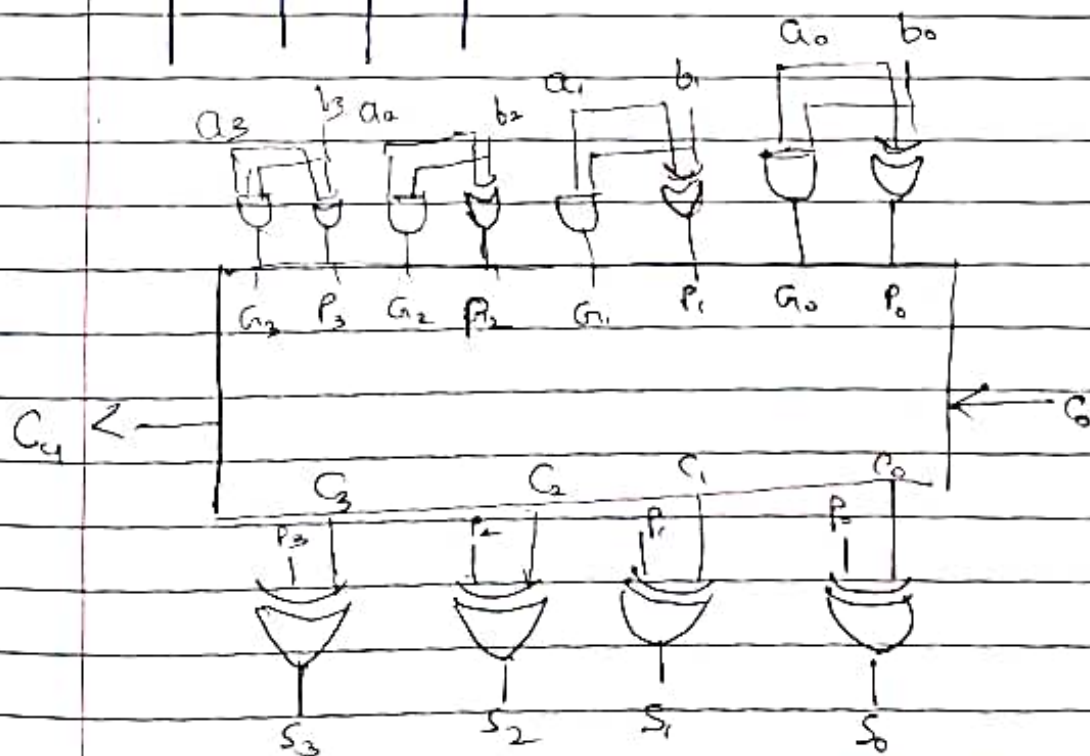 a0 b0
a3 b3 a2 b2 a1 b1
G3 P3 G2 P2 G1 P1 G0 P0
C4 C0
C3 C2 C1 C0
P3 P2 P1 P0
S3 S2 S1 S0